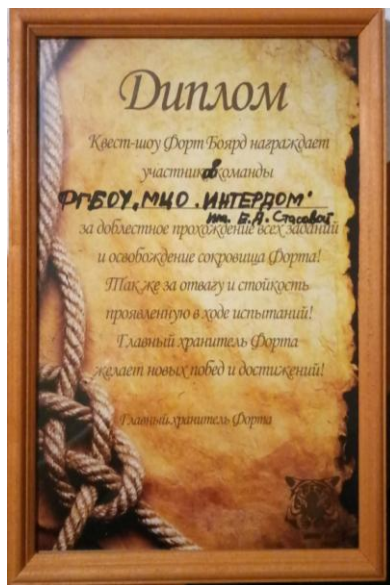 Диплом
Квест-шоу Форт Боярд награждает
участников команды
ФГБОУ "МЦО "ИНТЕРДОМ"
им. Е.Д. Стасовой
за доблестное прохождение всех заданий
и освобождение сокровища Форта!
Так же за отвагу и стойкость
проявленную в ходе испытаний!
Главный хранитель Форта
желает новых побед и достижений!
Главный хранитель Форта